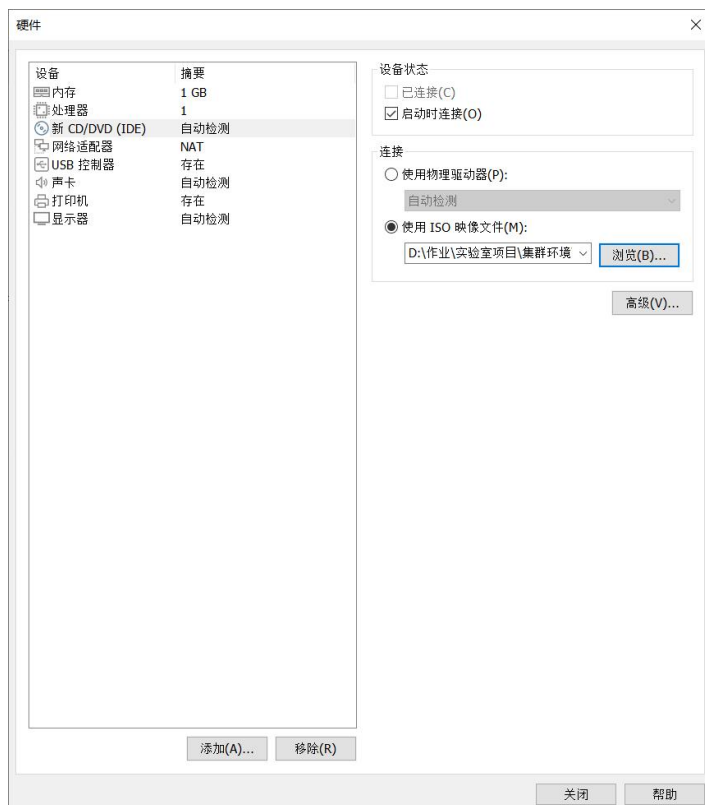 硬件
设备 摘要
内存 1 GB
处理器 1
新 CD/DVD (IDE) 自动检测
网络适配器 NAT
USB 控制器 存在
声卡 自动检测
打印机 存在
显示器 自动检测
添加(A)... 移除(R)
设备状态
已连接(C)
启动时连接(O)
连接
使用物理驱动器(P):
自动检测
使用 ISO 映像文件(M):
D:\作业\实验室项目\集群环境 浏览(B)...
高级(V)...
关闭 帮助